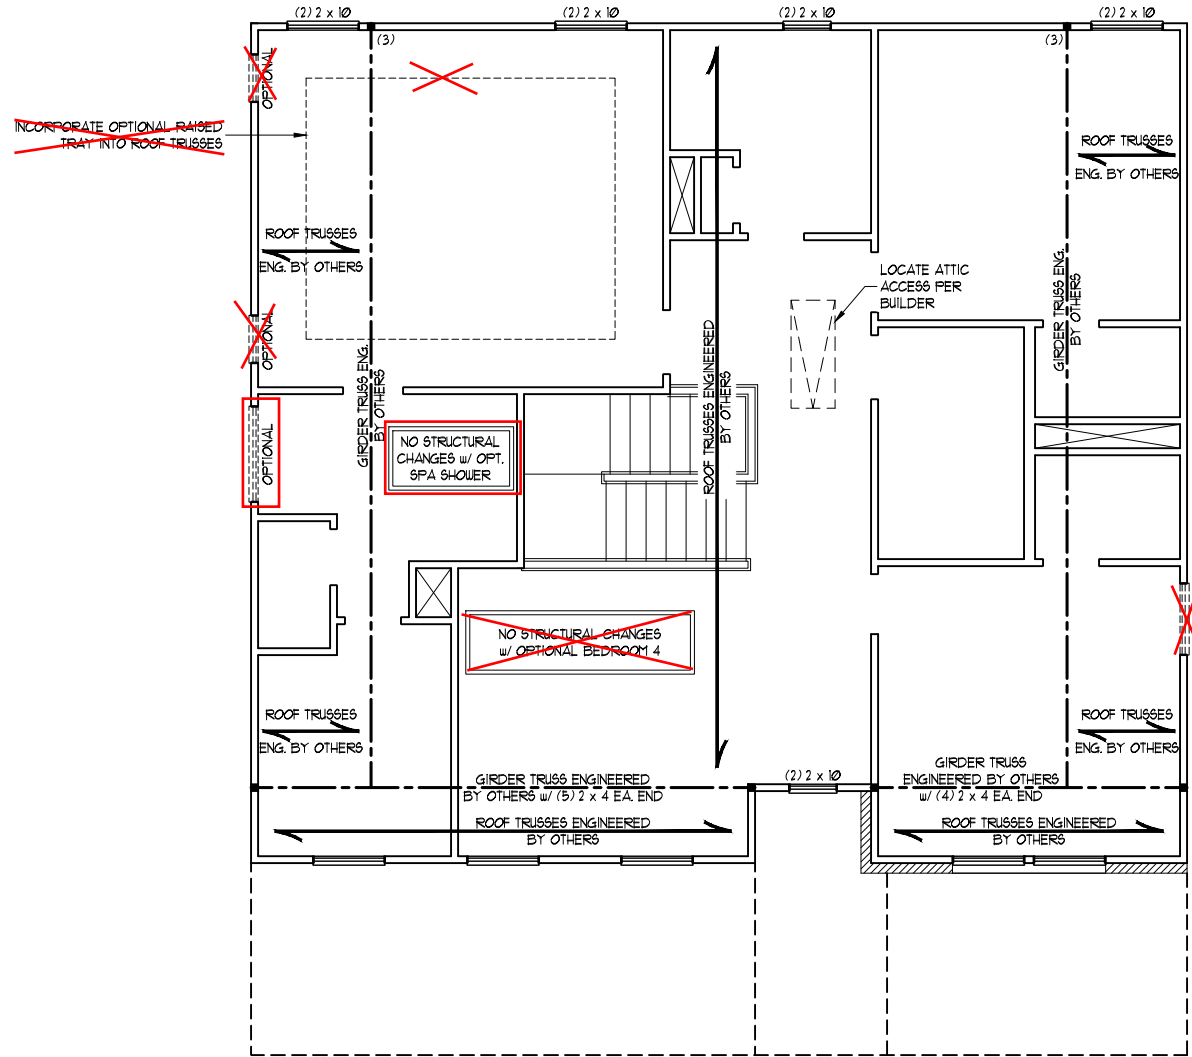 (2) 2 x 10
(2) 2 x 10
(2) 2 x 10
(2) 2 x 10
(3)
(3)
OPTIONAL
INCORPORATE OPTIONAL RAISED
TRAY INTO ROOF TRUSSES
ROOF TRUSSES
ENG. BY OTHERS
ROOF TRUSSES
ENG. BY OTHERS
LOCATE ATTIC
ACCESS PER
BUILDER
GIRDER TRUSS ENG.
BY OTHERS
OPTIONAL
GIRDER TRUSS ENG.
BY OTHERS
ROOF TRUSSES ENGINEERED
BY OTHERS
OPTIONAL
NO STRUCTURAL
CHANGES w/ OPT.
SPA SHOWER
NO STRUCTURAL CHANGES
w/ OPTIONAL BEDROOM 4
ROOF TRUSSES
ENG. BY OTHERS
ROOF TRUSSES
ENG. BY OTHERS
GIRDER TRUSS ENGINEERED
BY OTHERS w/ (5) 2 x 4 EA. END
(2) 2 x 10
GIRDER TRUSS
ENGINEERED BY OTHERS
w/ (4) 2 x 4 EA. END
ROOF TRUSSES ENGINEERED
BY OTHERS
ROOF TRUSSES ENGINEERED
BY OTHERS